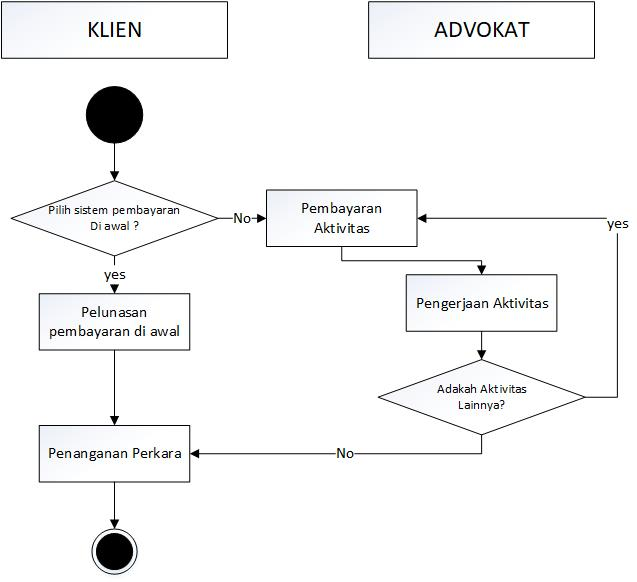 KLIEN
ADVOKAT
Pilih sistem pembayaran
Di awal ?
No
Pembayaran
Aktivitas
yes
yes
Pelunasan
pembayaran di awal
Pengerjaan Aktivitas
Adakah Aktivitas
Lainnya?
Penanganan Perkara
No